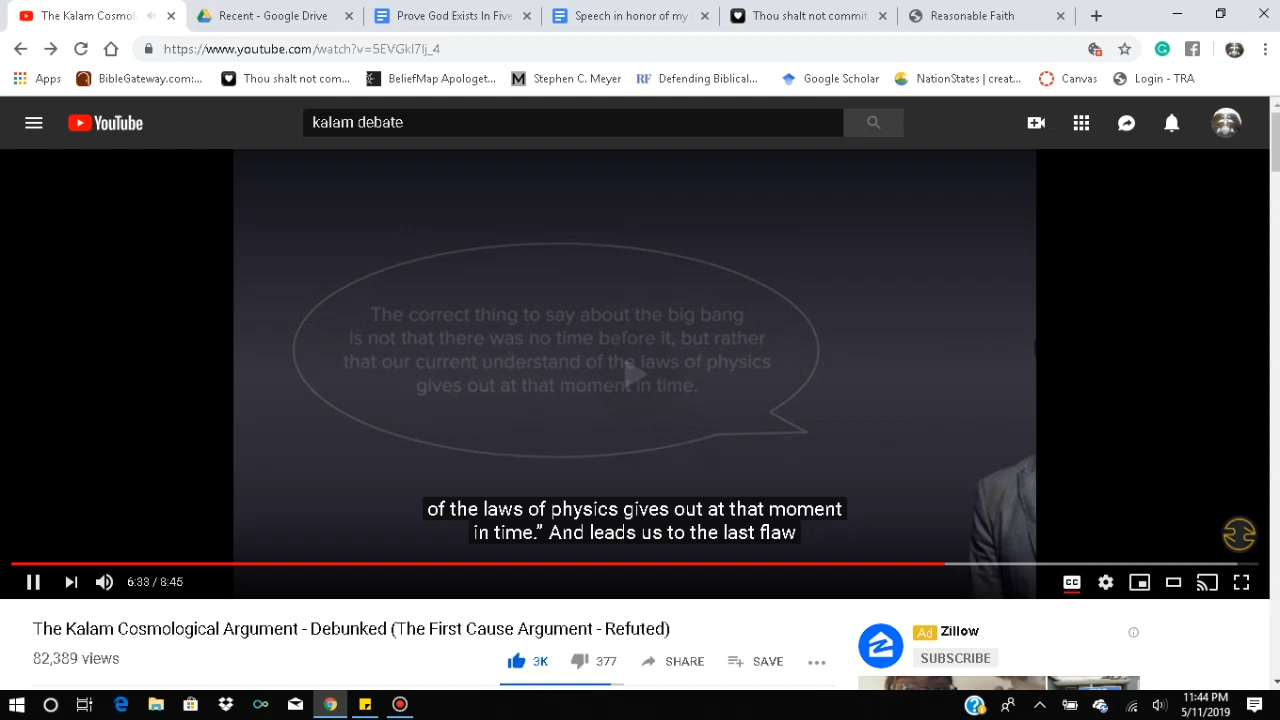 The Kalam Cosmol
Recent - Google Drive
Prove God Exists In Five
Speech in honor of my
Thou shalt not commit
Reasonable Faith
https://www.youtube.com/watch?v=5EVGkI7Ij_4
Apps
BibleGateway.com:...
Thou shalt not com...
BeliefMap Apologet...
M
Stephen C. Meyer
RF
Defending Biblical...
Google Scholar
NationStates | creat...
Canvas
Login - TRA
YouTube
kalam debate
The correct thing to say about the big bang
is not that there was no time before it, but rather
that our current understand of the laws of physics
gives out at that moment in time.
of the laws of physics gives out at that moment
in time.” And leads us to the last flaw
6:33 / 8:45
CC
The Kalam Cosmological Argument - Debunked (The First Cause Argument - Refuted)
82,389 views
3K
377
SHARE
SAVE
Ad Zillow
SUBSCRIBE
11:44 PM
5/11/2019